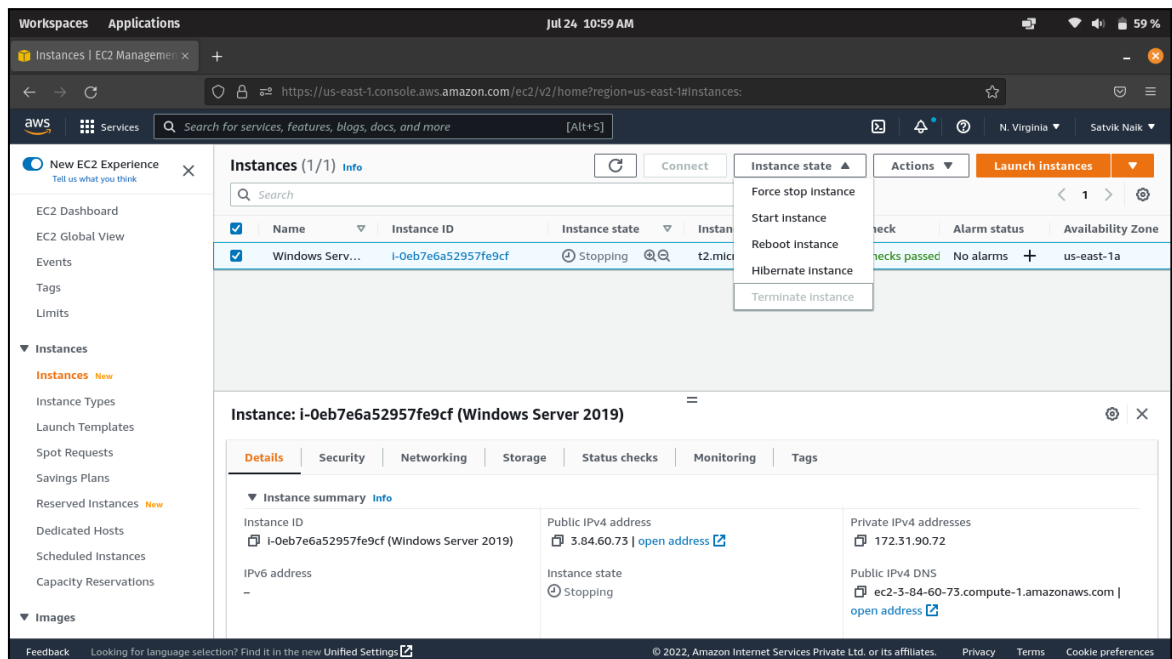 Workspaces Applications Jul 24 10:59 AM 59 %
Instances | EC2 Managemen
https://us-east-1.console.aws.amazon.com/ec2/v2/home?region=us-east-1#Instances:
aws Services Search for services, features, blogs, docs, and more [Alt+S] N. Virginia Satvik Naik
New EC2 Experience
Tell us what you think
EC2 Dashboard
EC2 Global View
Events
Tags
Limits
Instances
Instances New
Instance Types
Launch Templates
Spot Requests
Savings Plans
Reserved Instances New
Dedicated Hosts
Scheduled Instances
Capacity Reservations
Images
Instances (1/1) Info Connect Instance state Actions Launch instances
Search 1
Force stop instance
Start instance
Reboot instance
Hibernate instance
Terminate instance
Name Instance ID Instance state Instan heck Alarm status Availability Zone
Windows Serv... i-0eb7e6a52957fe9cf Stopping t2.micr hecks passed No alarms us-east-1a
Instance: i-0eb7e6a52957fe9cf (Windows Server 2019)
Details Security Networking Storage Status checks Monitoring Tags
Instance summary Info
Instance ID Public IPv4 address Private IPv4 addresses
i-0eb7e6a52957fe9cf (Windows Server 2019) 3.84.60.73 | open address 172.31.90.72
IPv6 address Instance state Public IPv4 DNS
– Stopping ec2-3-84-60-73.compute-1.amazonaws.com |
open address
Feedback Looking for language selection? Find it in the new Unified Settings © 2022, Amazon Internet Services Private Ltd. or its affiliates. Privacy Terms Cookie preferences